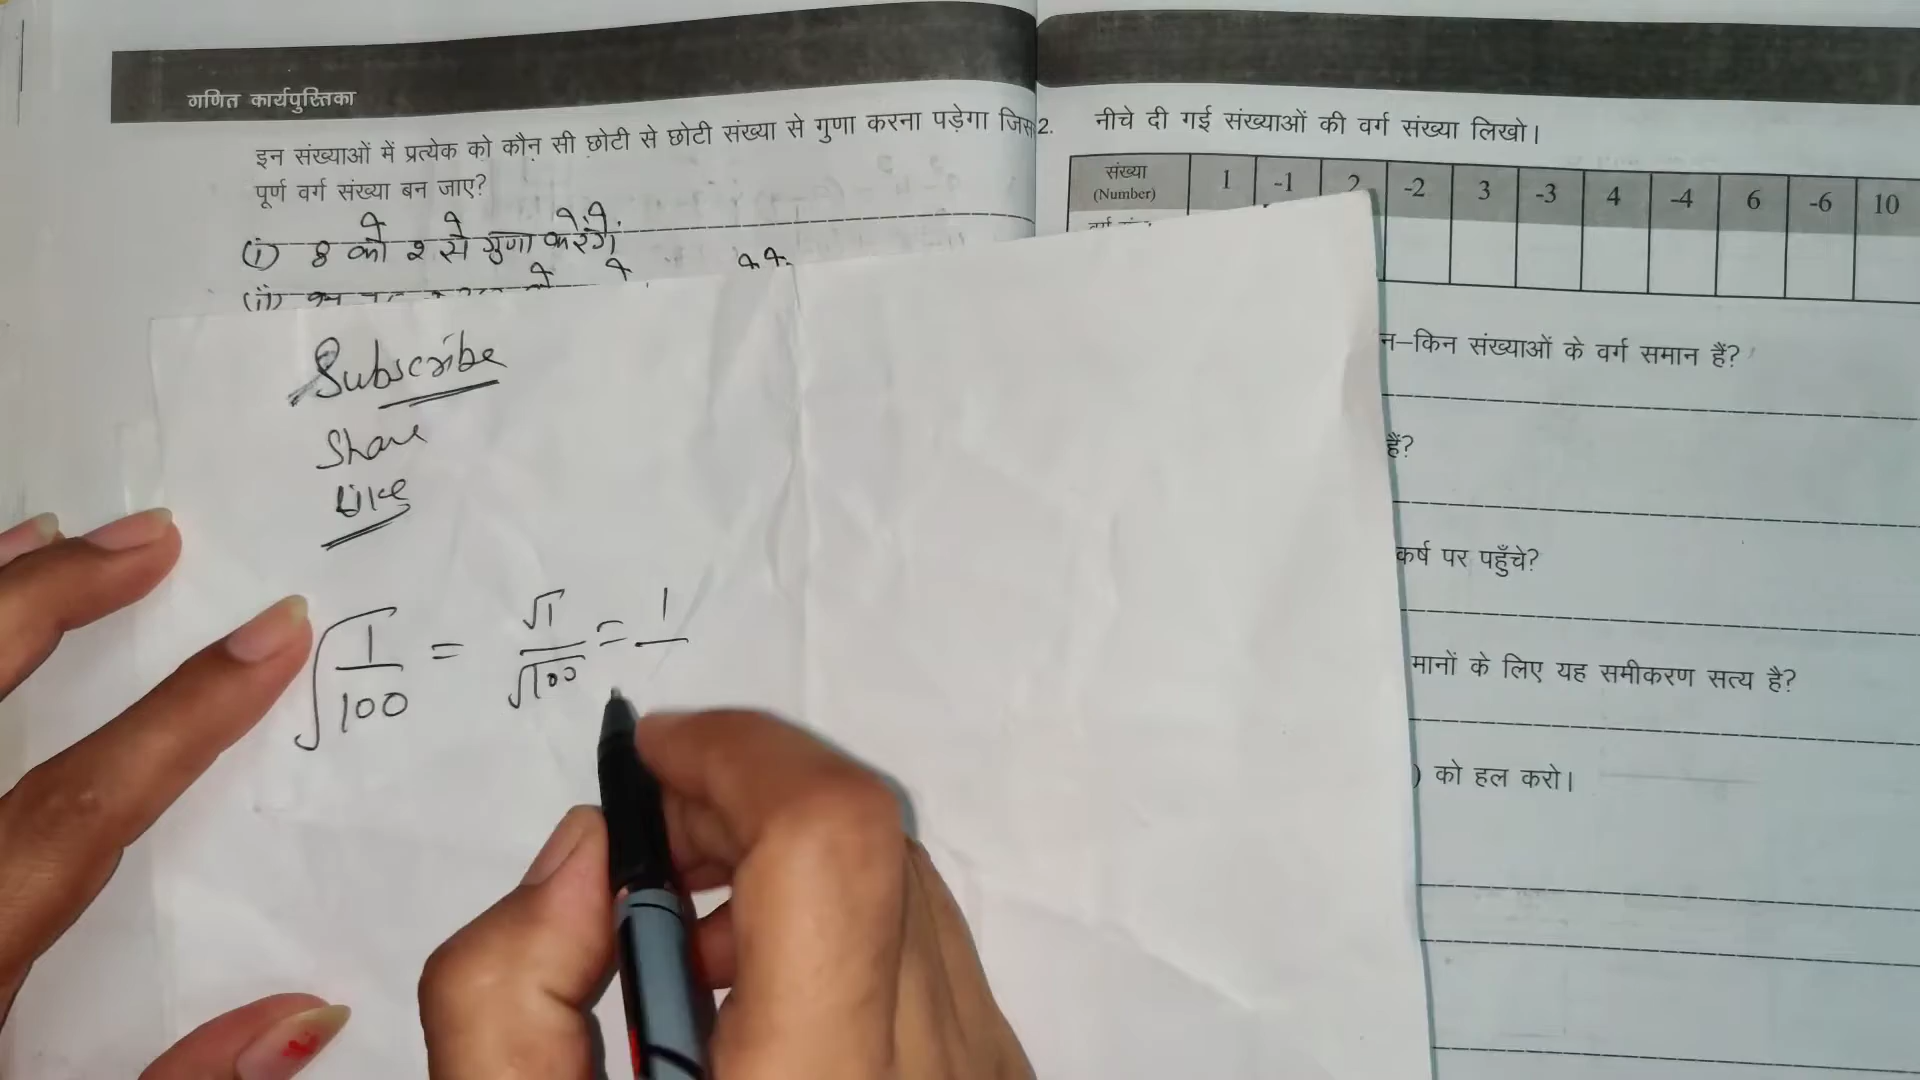 गणित कार्यपुस्तिका
इन संख्याओं में प्रत्येक को कौन सी छोटी से छोटी संख्या से गुणा करना पड़ेगा जिस
पूर्ण वर्ग संख्या बन जाए?
(i) 8 को 2 से गुणा करेंगे
(ii)
Subscribe
Share
Like
√1/100 = √1/√100 = 1/
2. नीचे दी गई संख्याओं की वर्ग संख्या लिखो।
संख्या (Number) 1 -1 2 -2 3 -3 4 -4 6 -6 10
न–किन संख्याओं के वर्ग समान हैं?
हैं?
कर्ष पर पहुँचे?
मानों के लिए यह समीकरण सत्य है?
) को हल करो।